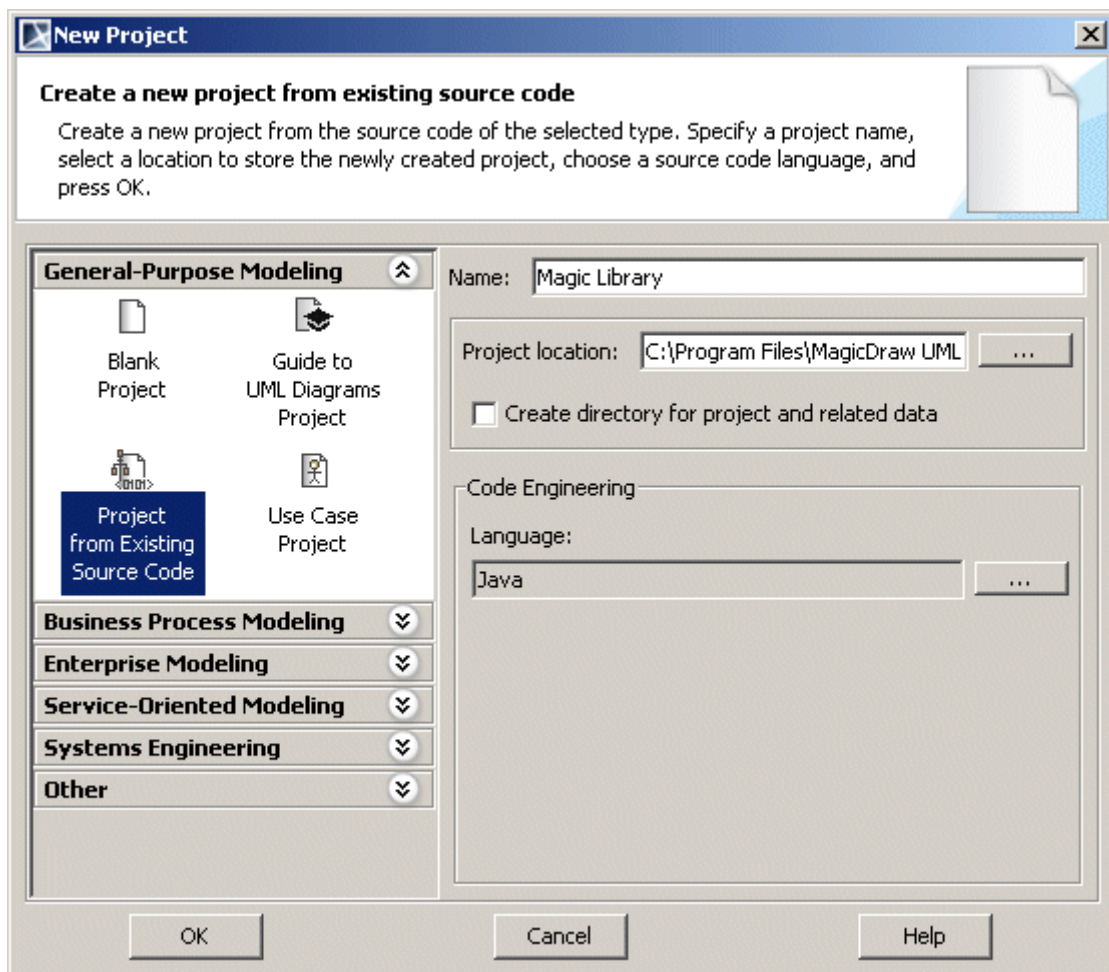 New Project
Create a new project from existing source code
Create a new project from the source code of the selected type. Specify a project name,
select a location to store the newly created project, choose a source code language, and
press OK.
General-Purpose Modeling
Blank
Project
Guide to
UML Diagrams
Project
Project
from Existing
Source Code
Use Case
Project
Business Process Modeling
Enterprise Modeling
Service-Oriented Modeling
Systems Engineering
Other
Name: Magic Library
Project location: C:\Program Files\MagicDraw UML ...
Create directory for project and related data
Code Engineering
Language:
Java ...
OK Cancel Help